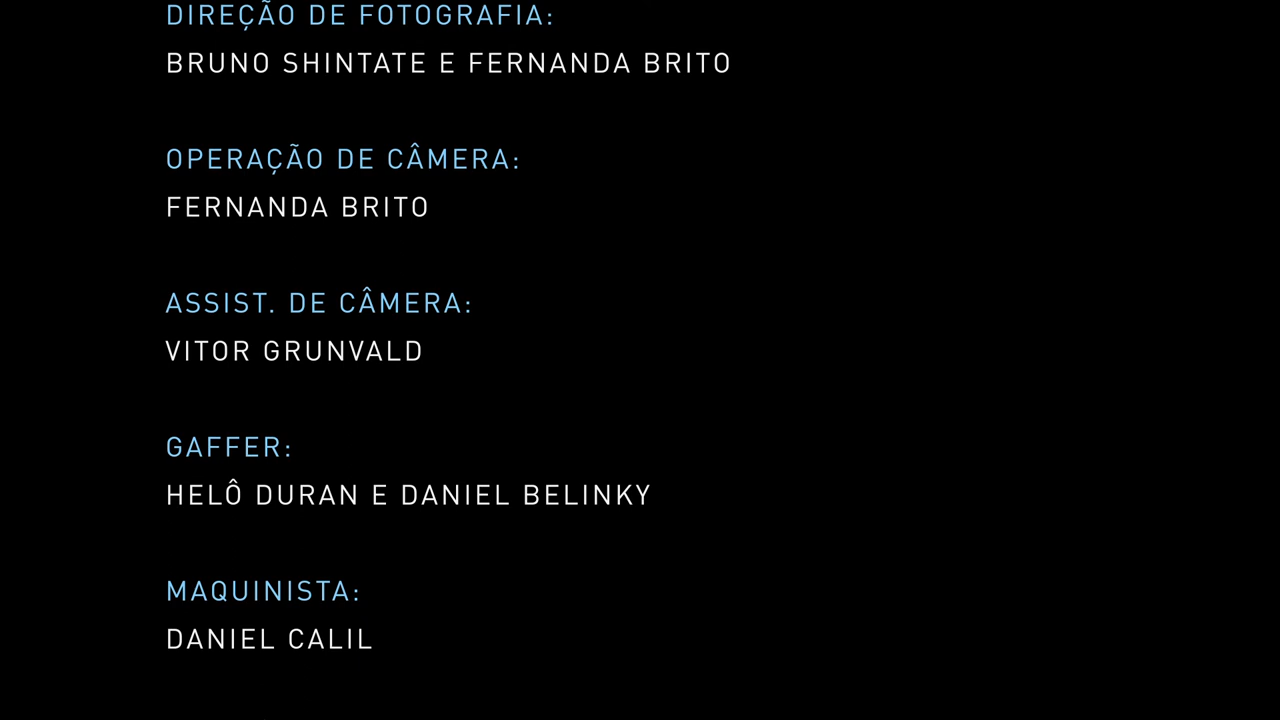 DIREÇÃO DE FOTOGRAFIA:
BRUNO SHINTATE E FERNANDA BRITO
OPERAÇÃO DE CÂMERA:
FERNANDA BRITO
ASSIST. DE CÂMERA:
VITOR GRUNVALD
GAFFER:
HELÔ DURAN E DANIEL BELINKY
MAQUINISTA:
DANIEL CALIL